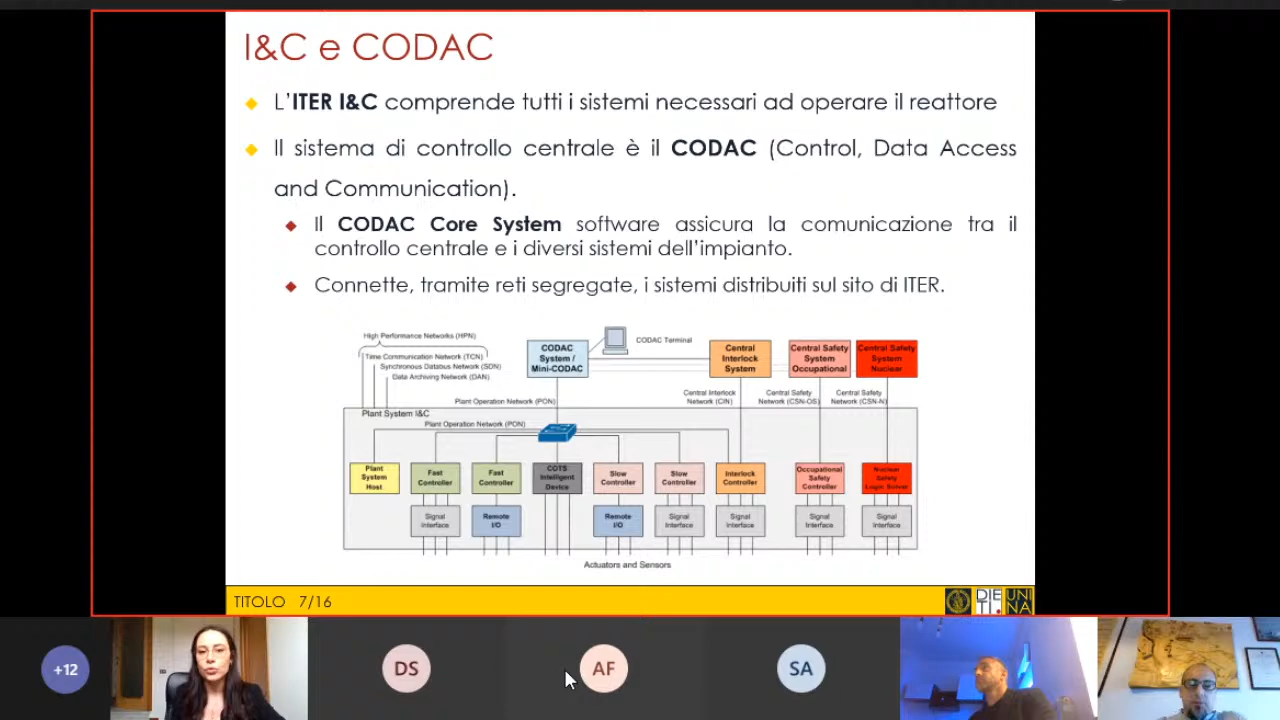 I&C e CODAC
L'ITER I&C comprende tutti i sistemi necessari ad operare il reattore
Il sistema di controllo centrale è il CODAC (Control, Data Access
and Communication).
Il CODAC Core System software assicura la comunicazione tra il
controllo centrale e i diversi sistemi dell'impianto.
Connette, tramite reti segregate, i sistemi distribuiti sul sito di ITER.
High Performance Networks (HPN)
Time Communication Network (TCN)
Synchronous Databus Network (SDN)
Data Archiving Network (DAN)
CODAC
System /
Mini-CODAC
CODAC Terminal
Central
Interlock
System
Central Safety
System
Occupational
Central Safety
System
Nuclear
Plant Operation Network (PON)
Central Interlock
Network (CIN)
Central Safety
Network (CSN-OS)
Central Safety
Network (CSN-N)
Plant System I&C
Plant Operation Network (PON)
Plant
System
Host
Fast
Controller
Fast
Controller
COTS
Intelligent
Device
Slow
Controller
Slow
Controller
Interlock
Controller
Occupational
Safety
Controller
Nuclear
Safety
Logic Solver
Signal
Interface
Remote
I/O
Remote
I/O
Signal
Interface
Signal
Interface
Signal
Interface
Signal
Interface
Actuators and Sensors
TITOLO 7/16
DIE
TI.
UNI
NA
+12
DS
AF
SA